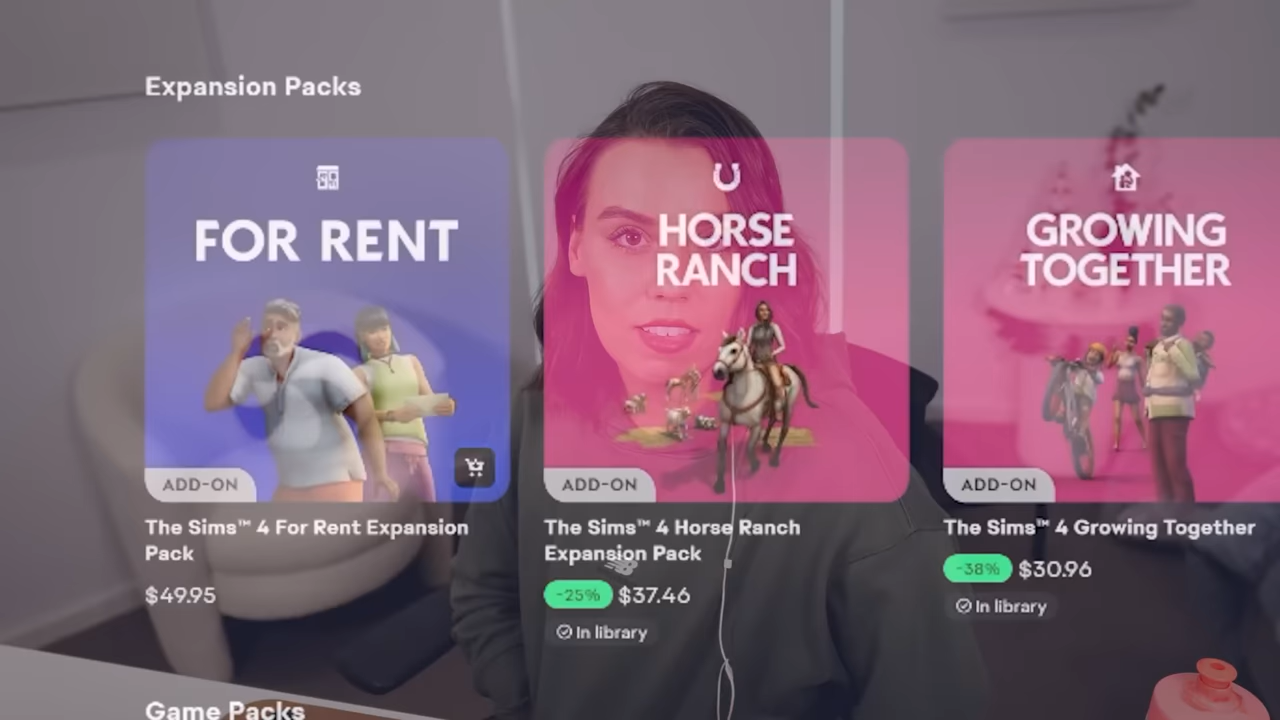 Expansion Packs
FOR RENT
ADD-ON
The Sims™ 4 For Rent Expansion
Pack
$49.95
HORSE
RANCH
ADD-ON
The Sims™ 4 Horse Ranch
Expansion Pack
-25% $37.46
In library
GROWING
TOGETHER
ADD-ON
The Sims™ 4 Growing Together
-38% $30.96
In library
Game Packs